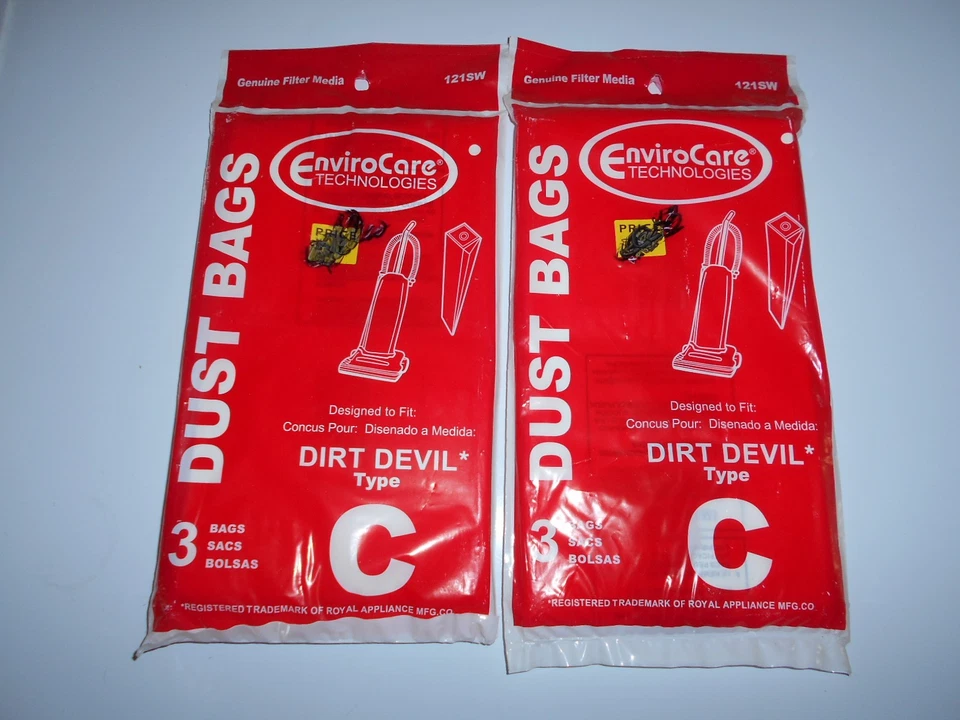 Genuine Filter Media 121SW
EnviroCare®
TECHNOLOGIES
DUST BAGS
PRICE
Designed to Fit:
Concus Pour: Disenado a Medida:
DIRT DEVIL*
Type
C
3 BAGS
SACS
BOLSAS
*REGISTERED TRADEMARK OF ROYAL APPLIANCE MFG.CO
Genuine Filter Media 121SW
EnviroCare®
TECHNOLOGIES
DUST BAGS
PRICE
Designed to Fit:
Concus Pour: Disenado a Medida:
DIRT DEVIL*
Type
C
3 BAGS
SACS
BOLSAS
*REGISTERED TRADEMARK OF ROYAL APPLIANCE MFG.CO